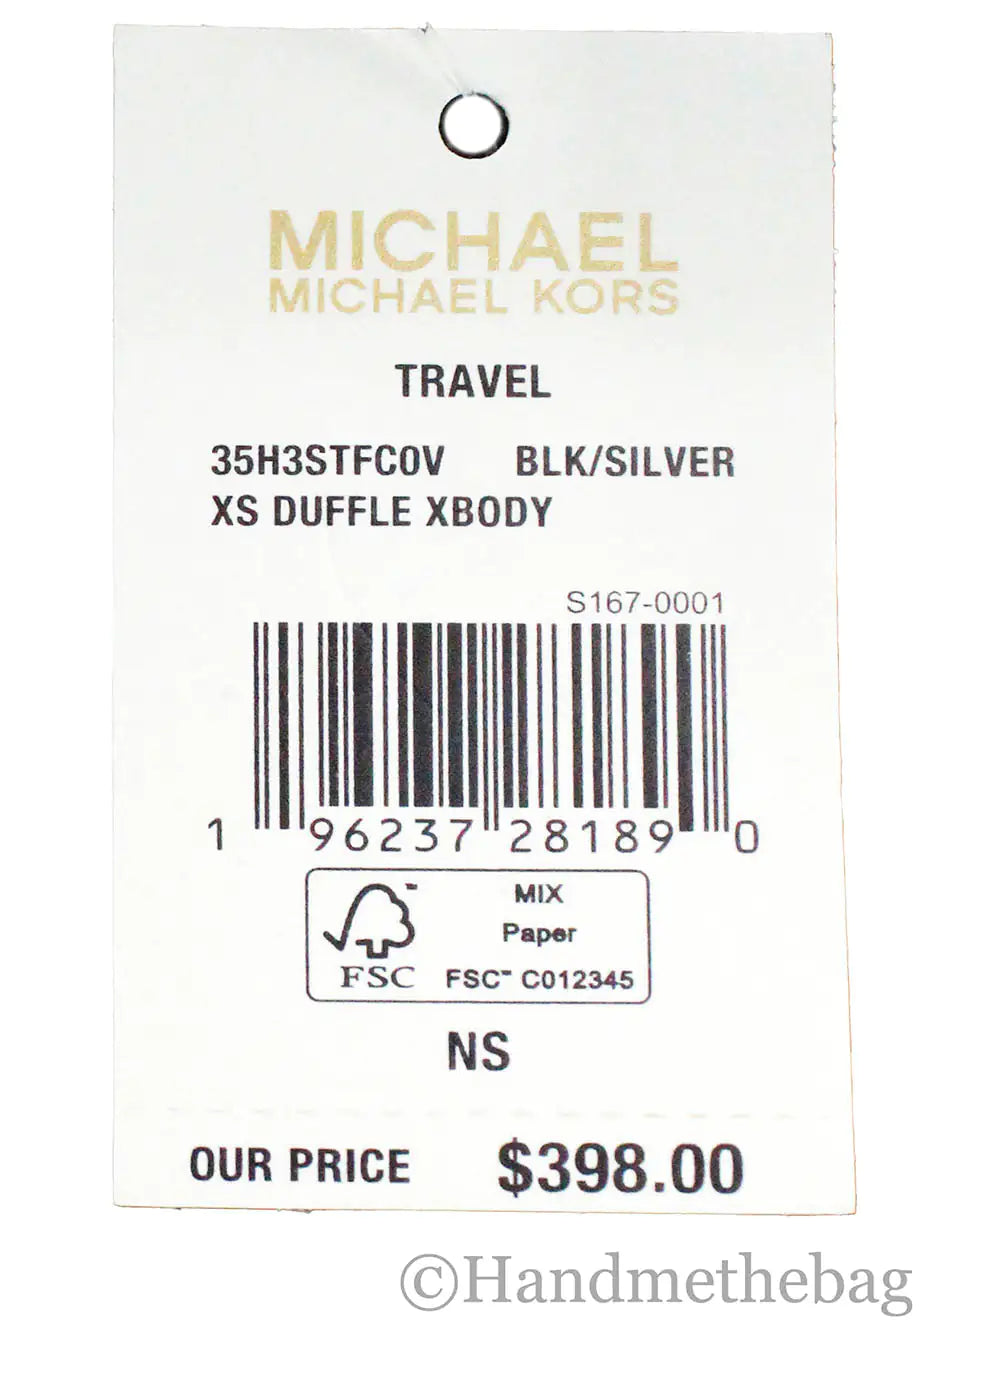 MICHAEL
MICHAEL KORS
TRAVEL
35H3STFC0V BLK/SILVER
XS DUFFLE XBODY
S167-0001
1 96237 28189 0
MIX
Paper
FSC™ C012345
FSC
NS
OUR PRICE $398.00
©Handmethebag